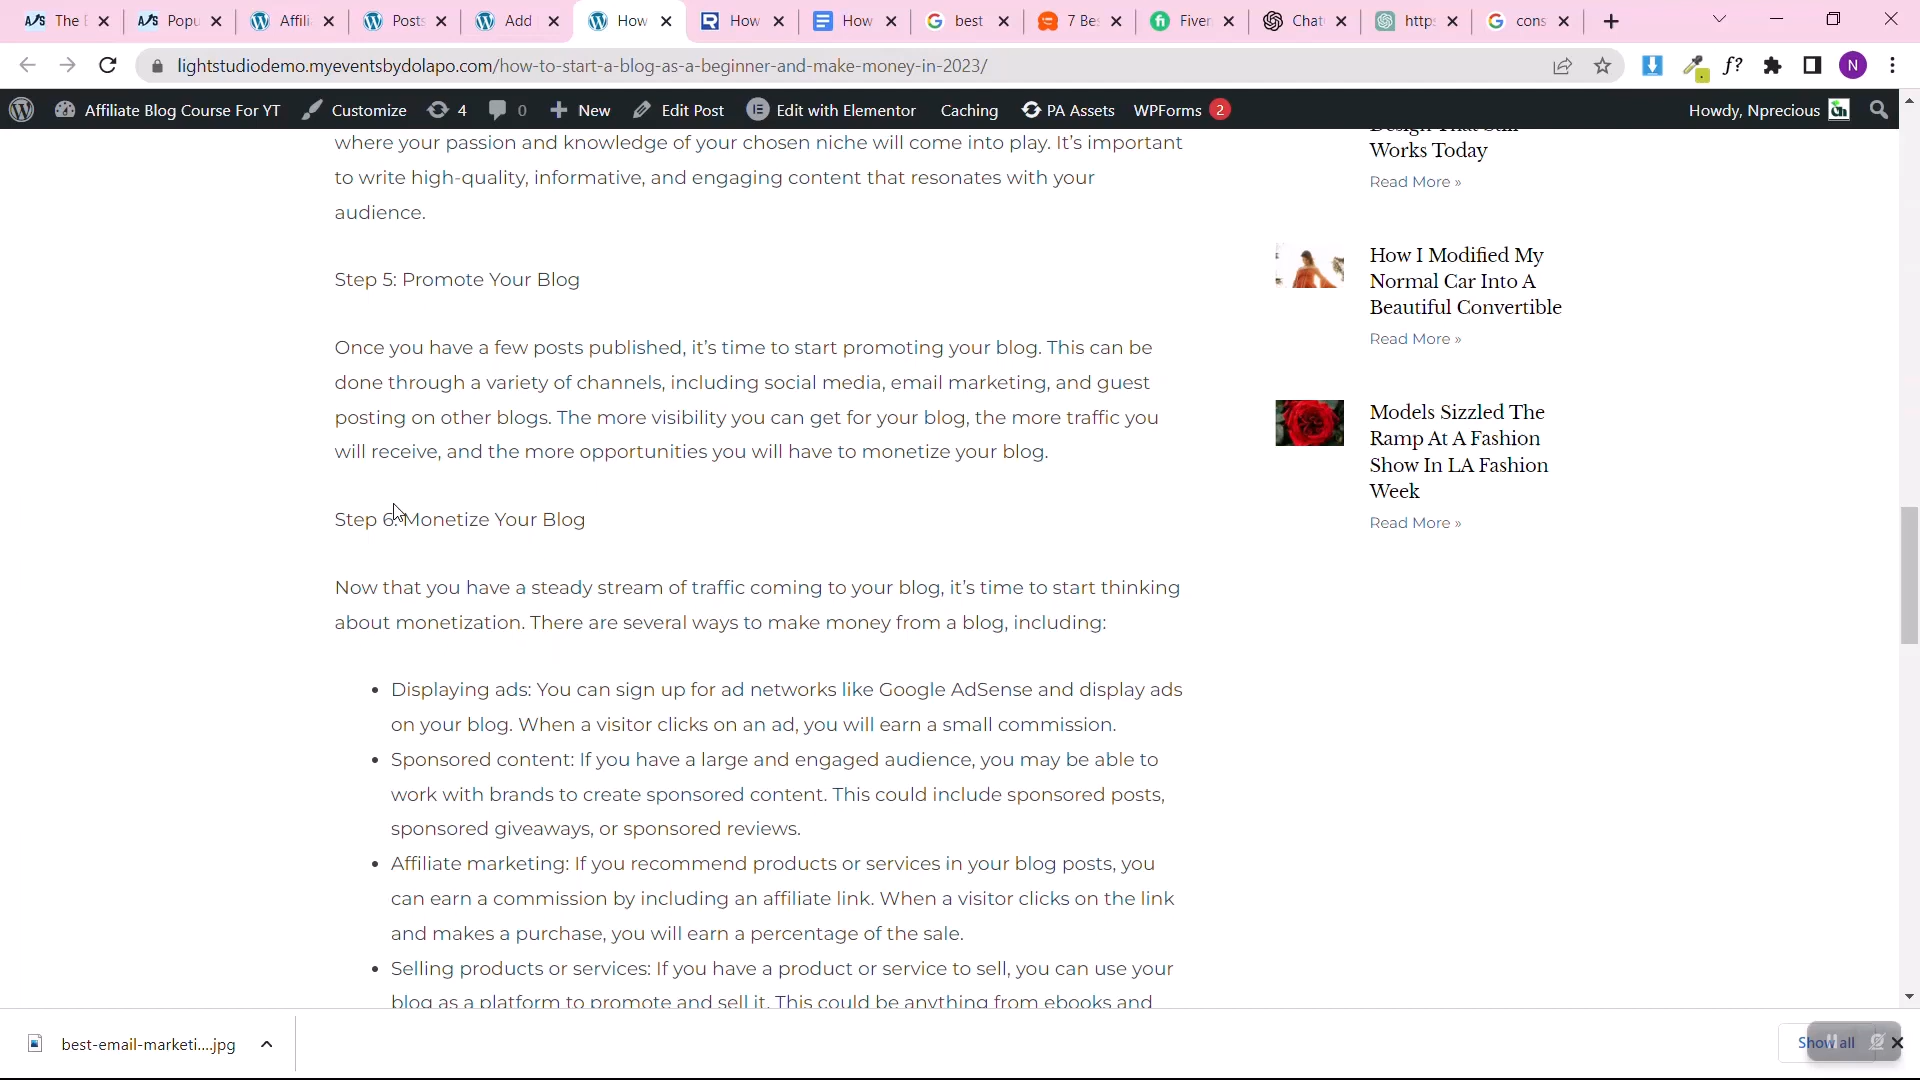 The E
Popu
Affili
Posts
Add
How
How
How
best
7 Be
Fiver
Chat
http
cons
lightstudiodemo.myeventsbydolapo.com/how-to-start-a-blog-as-a-beginner-and-make-money-in-2023/
f?
N
Affiliate Blog Course For YT
Customize
4
0
New
Edit Post
Edit with Elementor
Caching
PA Assets
WPForms 2
Howdy, Nprecious
where your passion and knowledge of your chosen niche will come into play. It's important
to write high-quality, informative, and engaging content that resonates with your
audience.
Step 5: Promote Your Blog
Once you have a few posts published, it's time to start promoting your blog. This can be
done through a variety of channels, including social media, email marketing, and guest
posting on other blogs. The more visibility you can get for your blog, the more traffic you
will receive, and the more opportunities you will have to monetize your blog.
Step 6: Monetize Your Blog
Now that you have a steady stream of traffic coming to your blog, it's time to start thinking
about monetization. There are several ways to make money from a blog, including:
• Displaying ads: You can sign up for ad networks like Google AdSense and display ads
on your blog. When a visitor clicks on an ad, you will earn a small commission.
• Sponsored content: If you have a large and engaged audience, you may be able to
work with brands to create sponsored content. This could include sponsored posts,
sponsored giveaways, or sponsored reviews.
• Affiliate marketing: If you recommend products or services in your blog posts, you
can earn a commission by including an affiliate link. When a visitor clicks on the link
and makes a purchase, you will earn a percentage of the sale.
• Selling products or services: If you have a product or service to sell, you can use your
blog as a platform to promote and sell it. This could be anything from ebooks and
Design That Still
Works Today
Read More »
How I Modified My
Normal Car Into A
Beautiful Convertible
Read More »
Models Sizzled The
Ramp At A Fashion
Show In LA Fashion
Week
Read More »
best-email-marketi....jpg
Show all